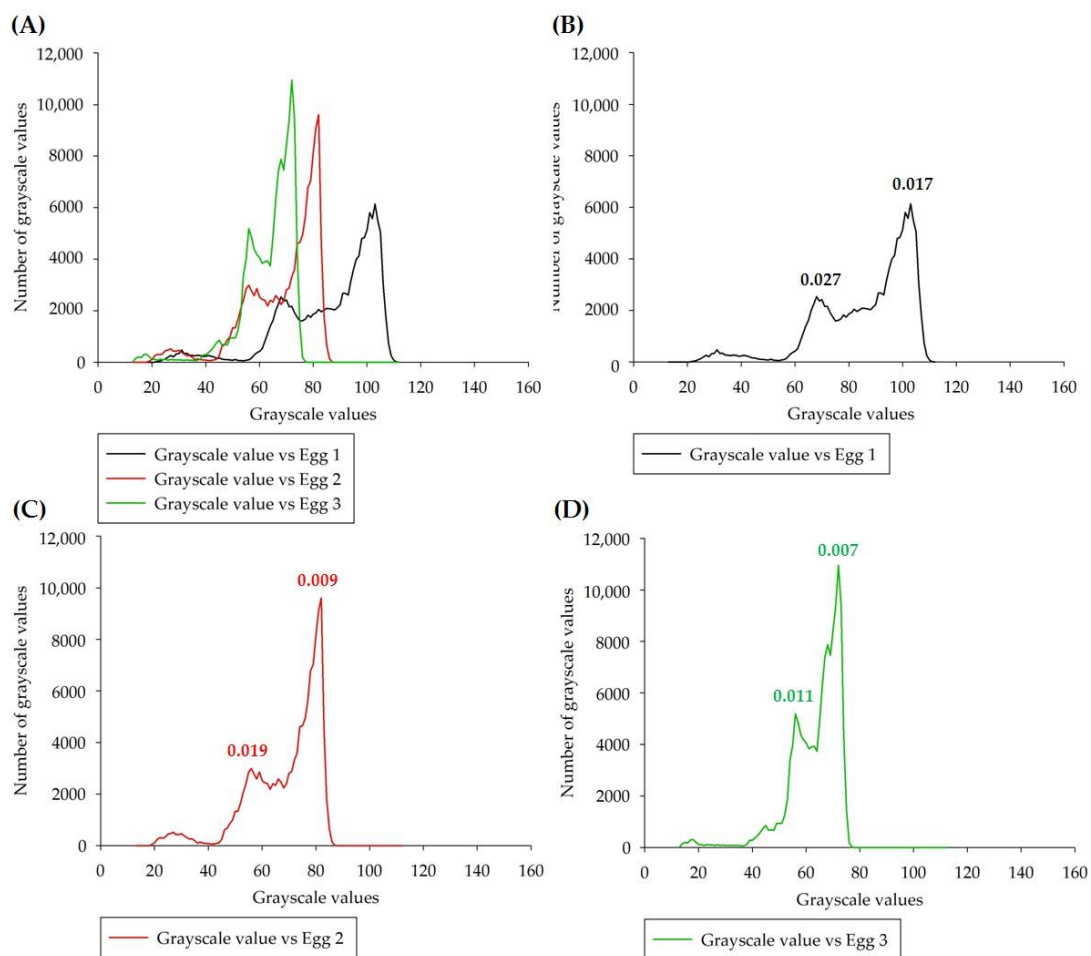 (A)
12,000
10,000
8000
6000
4000
2000
0
Number of grayscale values
0 20 40 60 80 100 120 140 160
Grayscale values
Grayscale value vs Egg 1
Grayscale value vs Egg 2
Grayscale value vs Egg 3
(B)
12,000
10,000
8000
6000
4000
2000
0
Number of grayscale values
0.027
0.017
0 20 40 60 80 100 120 140 160
Grayscale values
Grayscale value vs Egg 1
(C)
12,000
10,000
8000
6000
4000
2000
0
Number of grayscale values
0.009
0.019
0 20 40 60 80 100 120 140 160
Grayscale values
Grayscale value vs Egg 2
(D)
12,000
10,000
8000
6000
4000
2000
0
Number of grayscale values
0.007
0.011
0 20 40 60 80 100 120 140 160
Grayscale values
Grayscale value vs Egg 3